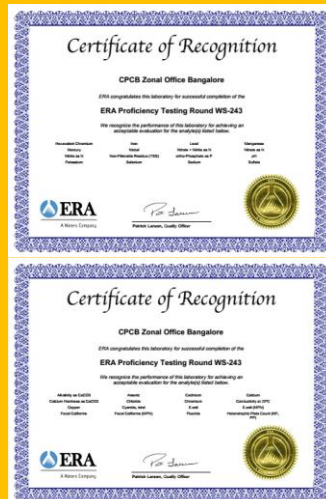 Certificate of Recognition
CPCB Zonal Office Bangalore
ERA congratulates this laboratory for successful completion of the
ERA Proficiency Testing Round WS-243
We recognize the performance of this laboratory for achieving an
acceptable evaluation for the analyte(s) listed below.
Hexavalent Chromium Iron Lead Manganese
Mercury Nickel Nitrate + Nitrite as N Nitrate as N
Nitrite as N Non-Filterable Residue (TSS) ortho-Phosphate as P pH
Potassium Selenium Sodium Sulfate
ERA
A Waters Company
Patrick Larson, Quality Officer
Certificate of Recognition
CPCB Zonal Office Bangalore
ERA congratulates this laboratory for successful completion of the
ERA Proficiency Testing Round WS-243
We recognize the performance of this laboratory for achieving an
acceptable evaluation for the analyte(s) listed below.
Alkalinity as CaCO3 Arsenic Cadmium Calcium
Calcium Hardness as CaCO3 Chloride Chromium Conductivity at 25°C
Copper Cyanide, total E.coli E.coli (MPN)
Fecal Coliforms Fecal Coliforms (MPN) Fluoride Heterotrophic Plate Count (MF,
PP)
ERA
A Waters Company
Patrick Larson, Quality Officer